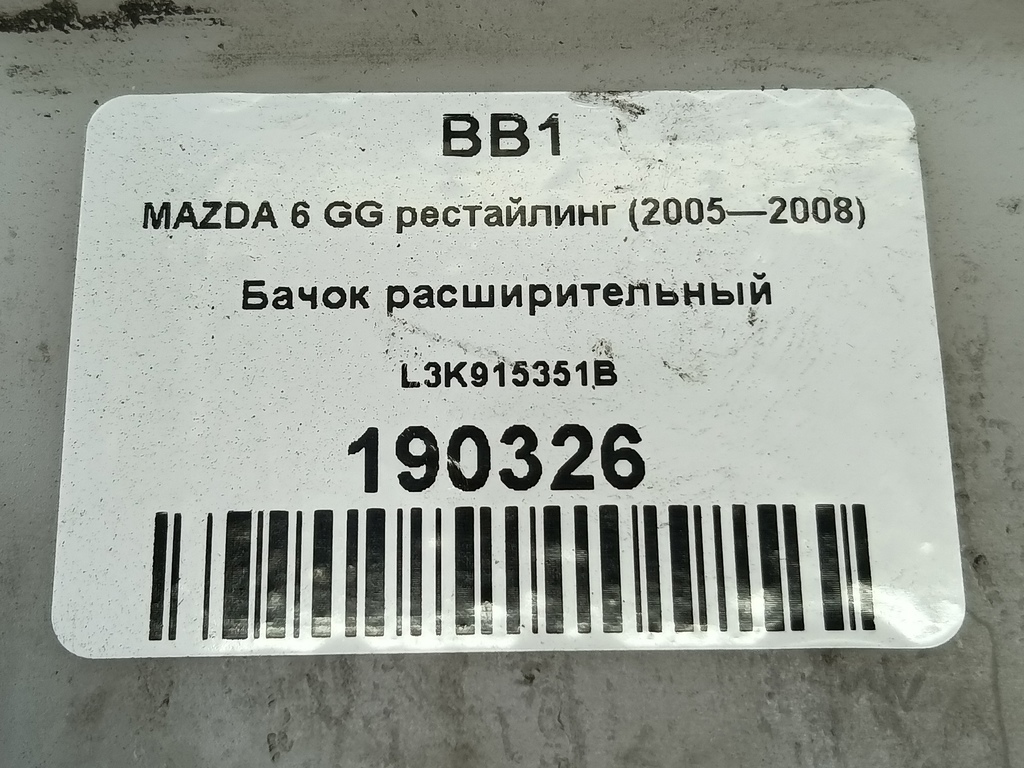 BB1
MAZDA 6 GG рестайлинг (2005—2008)
Бачок расширительный
L3K915351B
190326